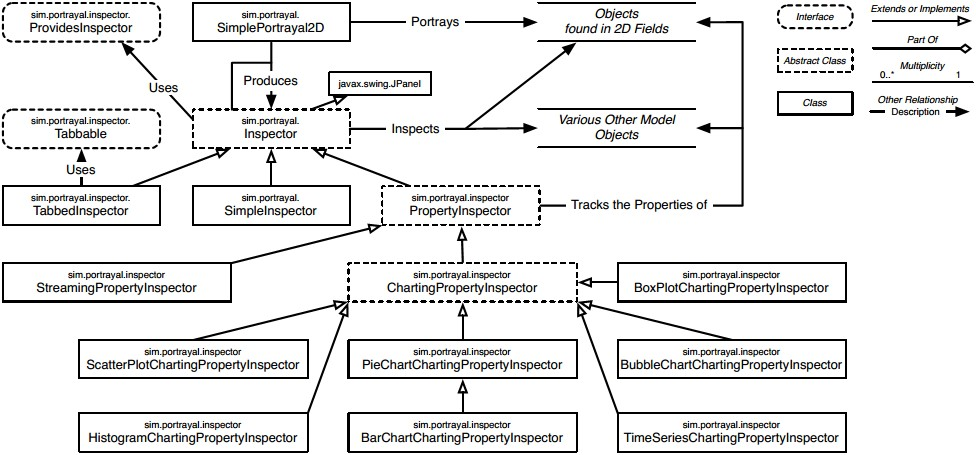 sim.portrayal.inspector.
ProvidesInspector
sim.portrayal.inspector.
SimplePortrayal2D
Portrays
Objects
found in 2D Fields
Interface
Extends or Implements
Part Of
Abstract Class
Multiplicity
0..* 1
Class
Other Relationship
Description
Uses
Produces
javax.swing.JPanel
sim.portrayal.inspector.
Tabbable
sim.portrayal.
Inspector
Inspects
Various Other Model
Objects
Uses
sim.portrayal.inspector.
TabbedInspector
sim.portrayal.
SimpleInspector
sim.portrayal.inspector
PropertyInspector
Tracks the Properties of
sim.portrayal.inspector
StreamingPropertyInspector
sim.portrayal.inspector
ChartingPropertyInspector
sim.portrayal.inspector
BoxPlotChartingPropertyInspector
sim.portrayal.inspector
ScatterPlotChartingPropertyInspector
sim.portrayal.inspector
PieChartChartingPropertyInspector
sim.portrayal.inspector
BubbleChartChartingPropertyInspector
sim.portrayal.inspector
HistogramChartingPropertyInspector
sim.portrayal.inspector
BarChartChartingPropertyInspector
sim.portrayal.inspector
TimeSeriesChartingPropertyInspector